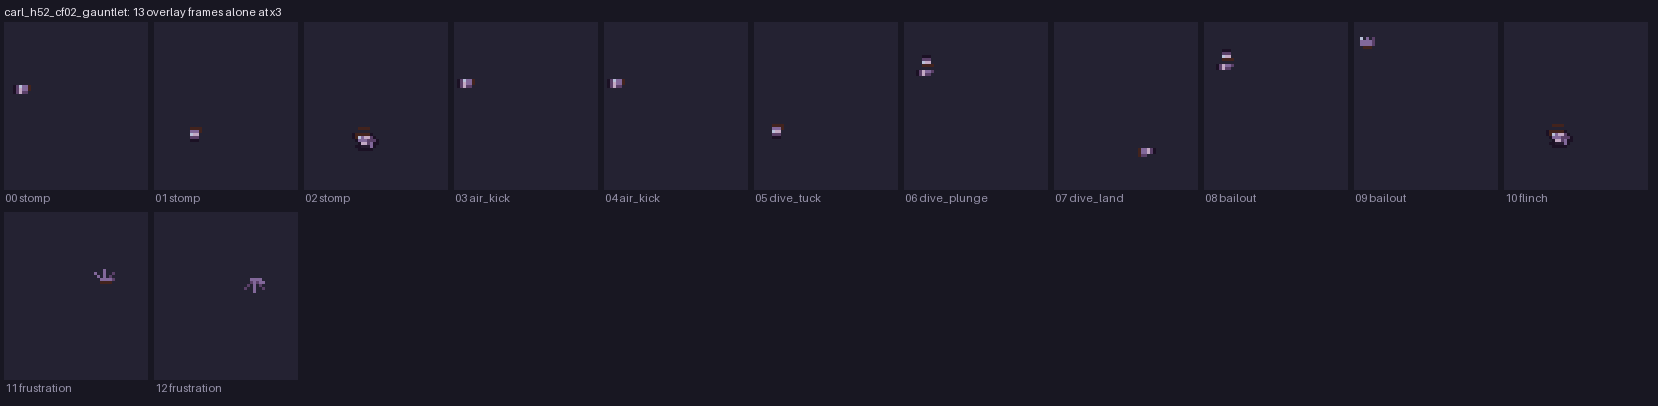 carl_h52_cf02_gauntlet: 13 overlay frames alone at x3
00 stomp
01 stomp
02 stomp
03 air_kick
04 air_kick
05 dive_tuck
06 dive_plunge
07 dive_land
08 bailout
09 bailout
10 flinch
11 frustration
12 frustration